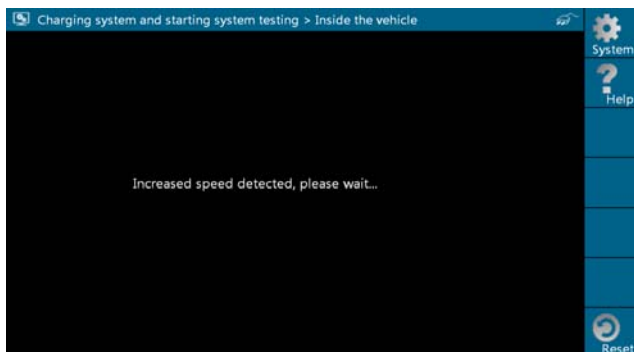 Charging system and starting system testing > Inside the vehicle
System
Help
Increased speed detected, please wait...
Reset